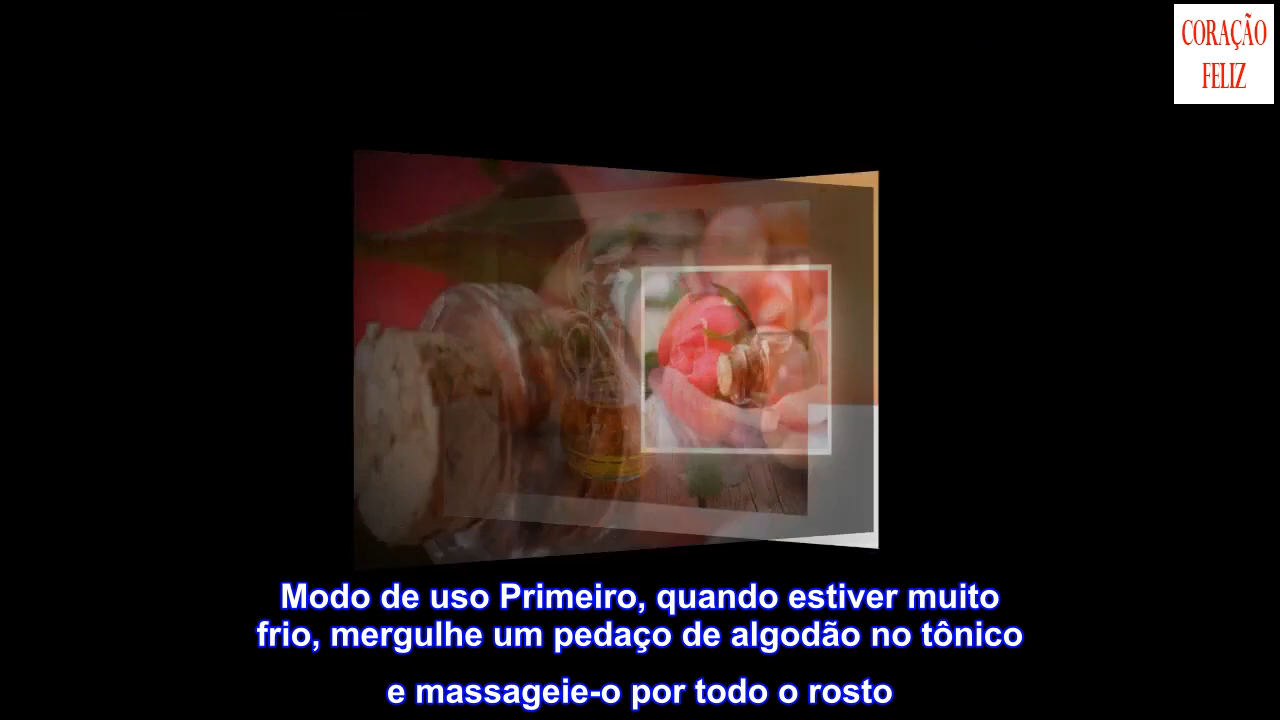 CORAÇÃO
FELIZ
Modo de uso Primeiro, quando estiver muito
frio, mergulhe um pedaço de algodão no tônico
e massageie-o por todo o rosto